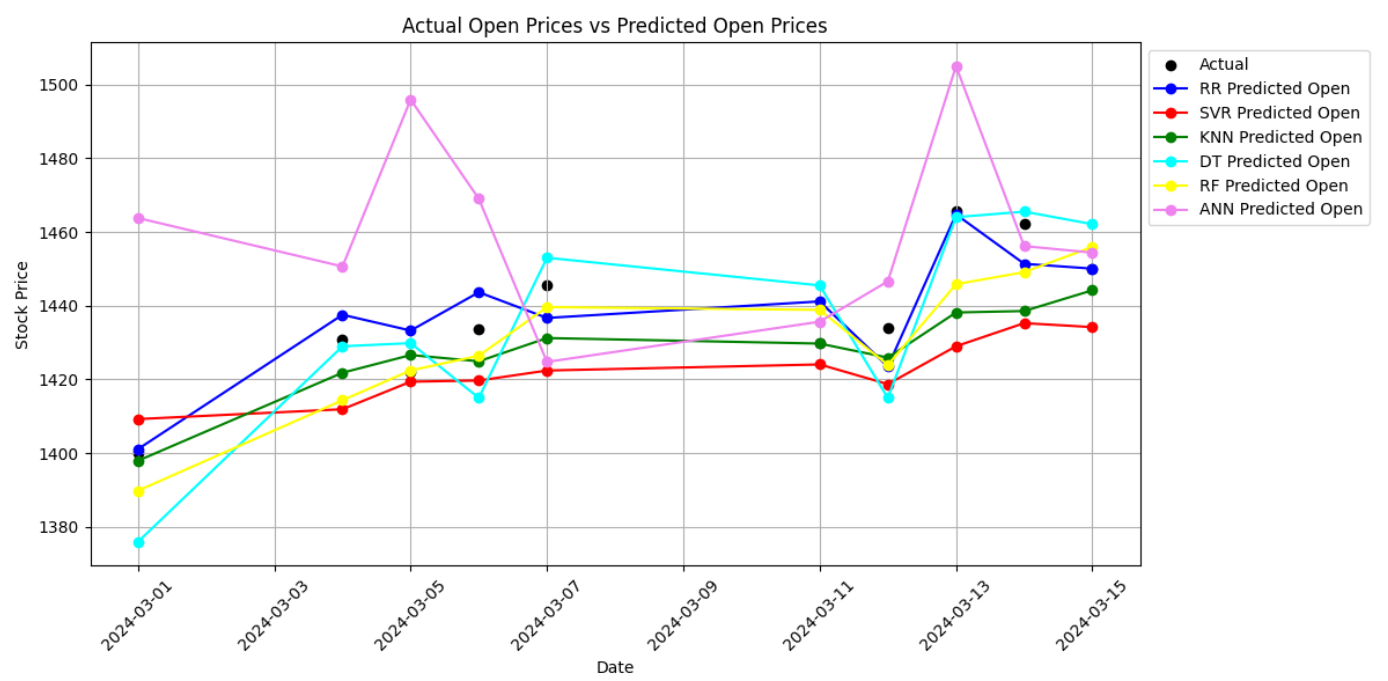 Actual Open Prices vs Predicted Open Prices
Stock Price
1500
1480
1460
1440
1420
1400
1380
2024-03-01
2024-03-03
2024-03-05
2024-03-07
2024-03-09
2024-03-11
2024-03-13
2024-03-15
Date
Actual
RR Predicted Open
SVR Predicted Open
KNN Predicted Open
DT Predicted Open
RF Predicted Open
ANN Predicted Open